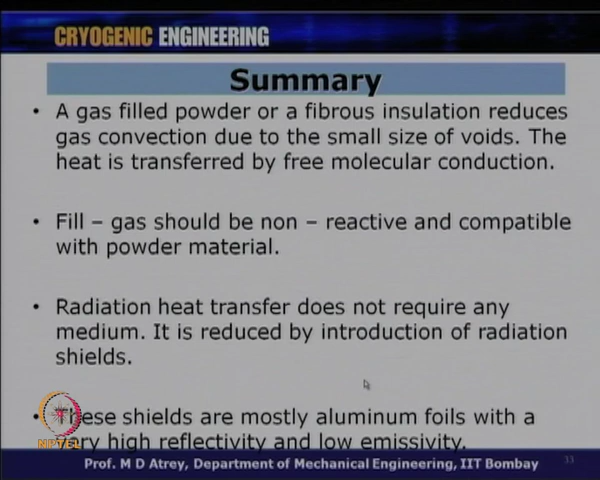 CRYOGENIC ENGINEERING
Summary
• A gas filled powder or a fibrous insulation reduces
gas convection due to the small size of voids. The
heat is transferred by free molecular conduction.
• Fill – gas should be non – reactive and compatible
with powder material.
• Radiation heat transfer does not require any
medium. It is reduced by introduction of radiation
shields.
• These shields are mostly aluminum foils with a
very high reflectivity and low emissivity.
NPTEL
Prof. M D Atrey, Department of Mechanical Engineering, IIT Bombay
33